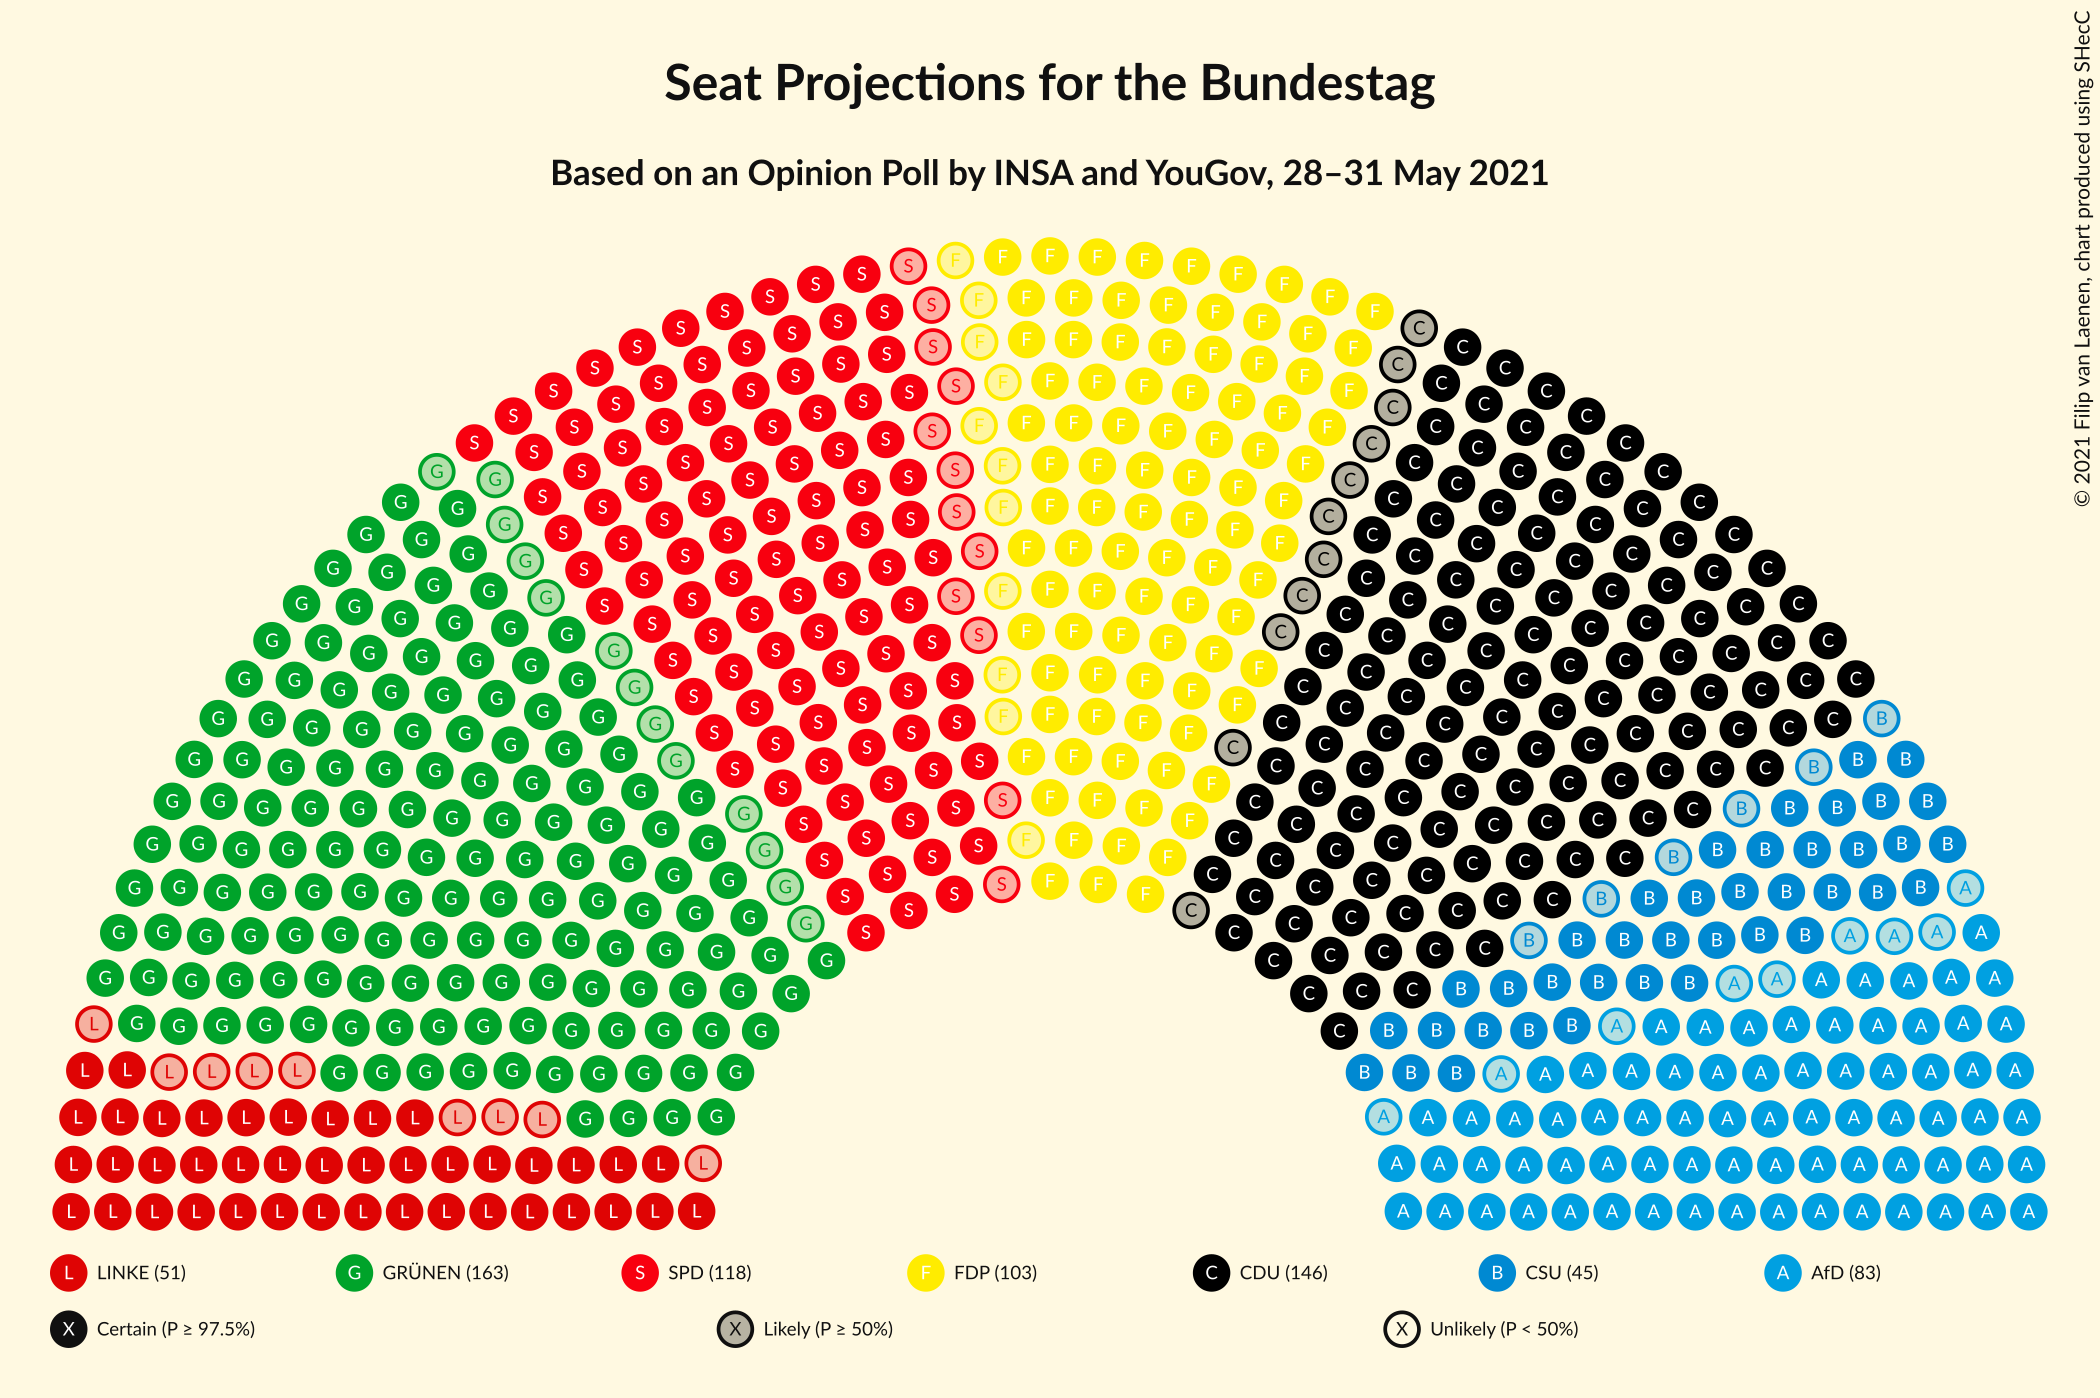 Seat Projections for the Bundestag
Based on an Opinion Poll by INSA and YouGov, 28–31 May 2021
© 2021 Filip van Laenen, chart produced using SHecC
L LINKE (51) G GRÜNEN (163) S SPD (118) F FDP (103) C CDU (146) B CSU (45) A AfD (83)
X Certain (P ≥ 97.5%) X Likely (P ≥ 50%) X Unlikely (P < 50%)